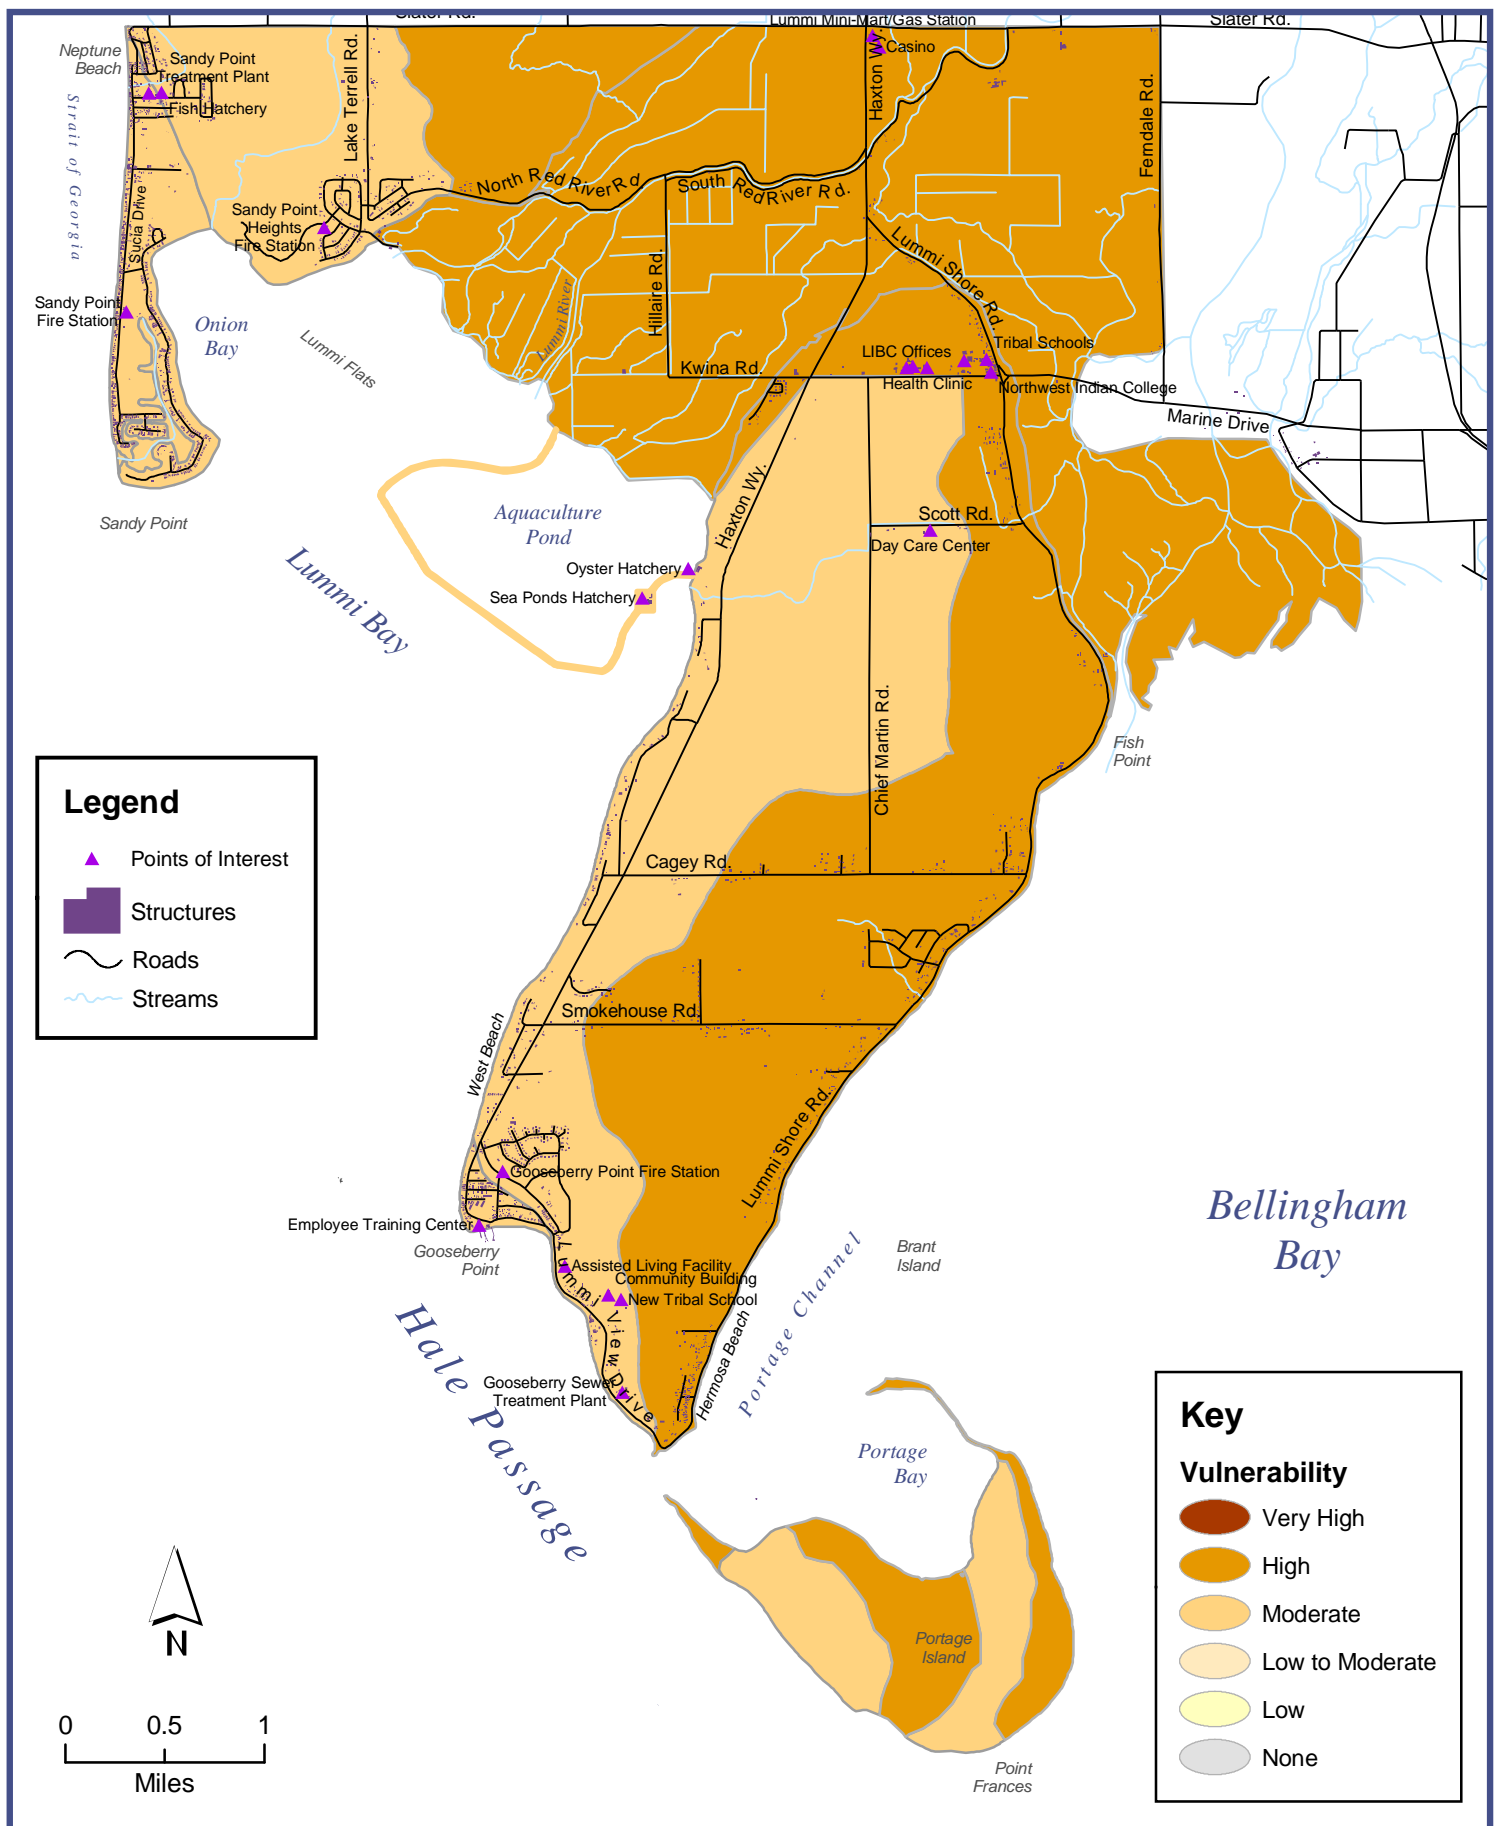 Slater Rd.
Lummi Mini-Mart/Gas Station
Slater Rd.
Casino
Haxton Wy.
Neptune
Beach
Sandy Point
Treatment Plant
Fish Hatchery
Lake Terrell Rd.
Ferndale Rd.
Strait of Georgia
North Red River Rd.
South Red River Rd.
Sucia Drive
Sandy Point
Heights
Fire Station
Lummi Shore Rd.
Hillaire Rd.
Lummi River
Sandy Point
Fire Station
Onion
Bay
Lummi Flats
Tribal Schools
LIBC Offices
Kwina Rd.
Health Clinic
Northwest Indian College
Marine Drive
Sandy Point
Aquaculture
Pond
Haxton Wy.
Scott Rd.
Day Care Center
Lummi Bay
Oyster Hatchery
Sea Ponds Hatchery
Chief Martin Rd.
Fish
Point
Legend
Points of Interest
Structures
Roads
Streams
Cagey Rd.
Smokehouse Rd.
West Beach
Lummi Shore Rd.
Gooseberry Point Fire Station
Employee Training Center
Gooseberry
Point
Assisted Living Facility
Community Building
New Tribal School
Lummi View Drive
Gooseberry Sewer
Treatment Plant
Hermosa Beach
Portage Channel
Brant
Island
Bellingham
Bay
Hale Passage
Portage
Bay
Portage
Island
Point
Frances
N
0 0.5 1
Miles
Key
Vulnerability
Very High
High
Moderate
Low to Moderate
Low
None